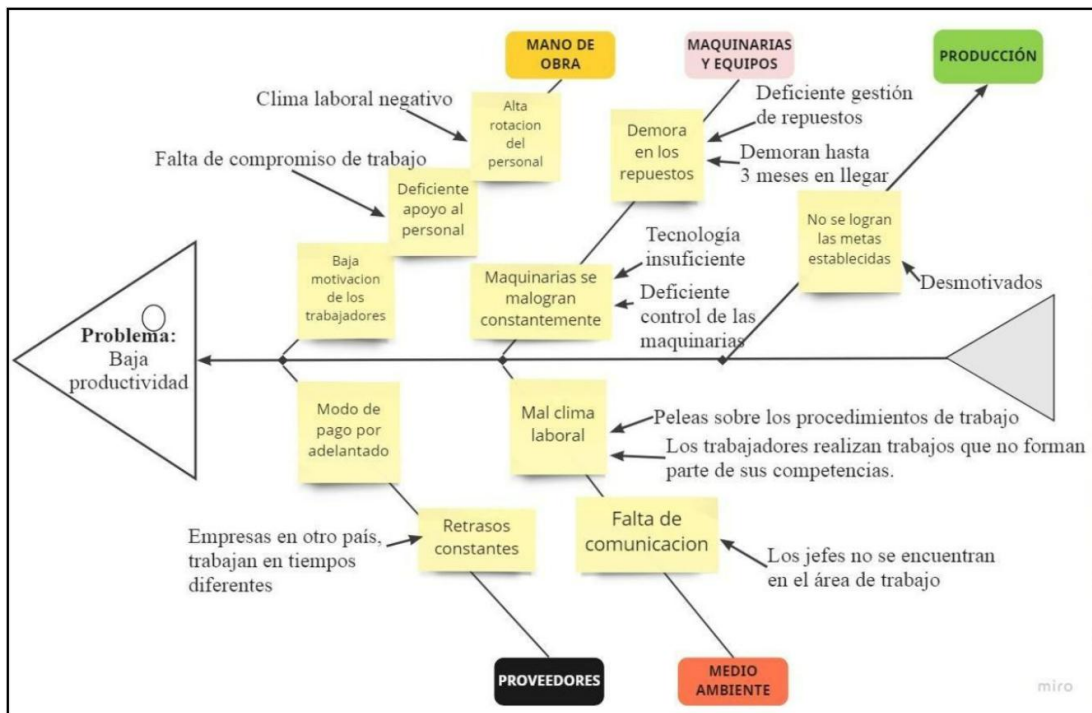 MANO DE
OBRA
MAQUINARIAS
Y EQUIPOS
PRODUCCIÓN
Clima laboral negativo
Alta
rotacion
del
personal
Deficiente gestión
de repuestos
Demora
en los
repuestos
Demoran hasta
3 meses en llegar
Falta de compromiso de trabajo
Deficiente
apoyo al
personal
No se logran
las metas
establecidas
Tecnología
insuficiente
Baja
motivacion
de los
trabajadores
Maquinarias se
malogran
constantemente
Deficiente
control de las
maquinarias
Desmotivados
Problema:
Baja
productividad
Modo de
pago por
adelantado
Mal clima
laboral
Peleas sobre los procedimientos de trabajo
Los trabajadores realizan trabajos que no forman
parte de sus competencias.
Empresas en otro país,
trabajan en tiempos
diferentes
Retrasos
constantes
Falta de
comunicacion
Los jefes no se encuentran
en el área de trabajo
PROVEEDORES
MEDIO
AMBIENTE
miro